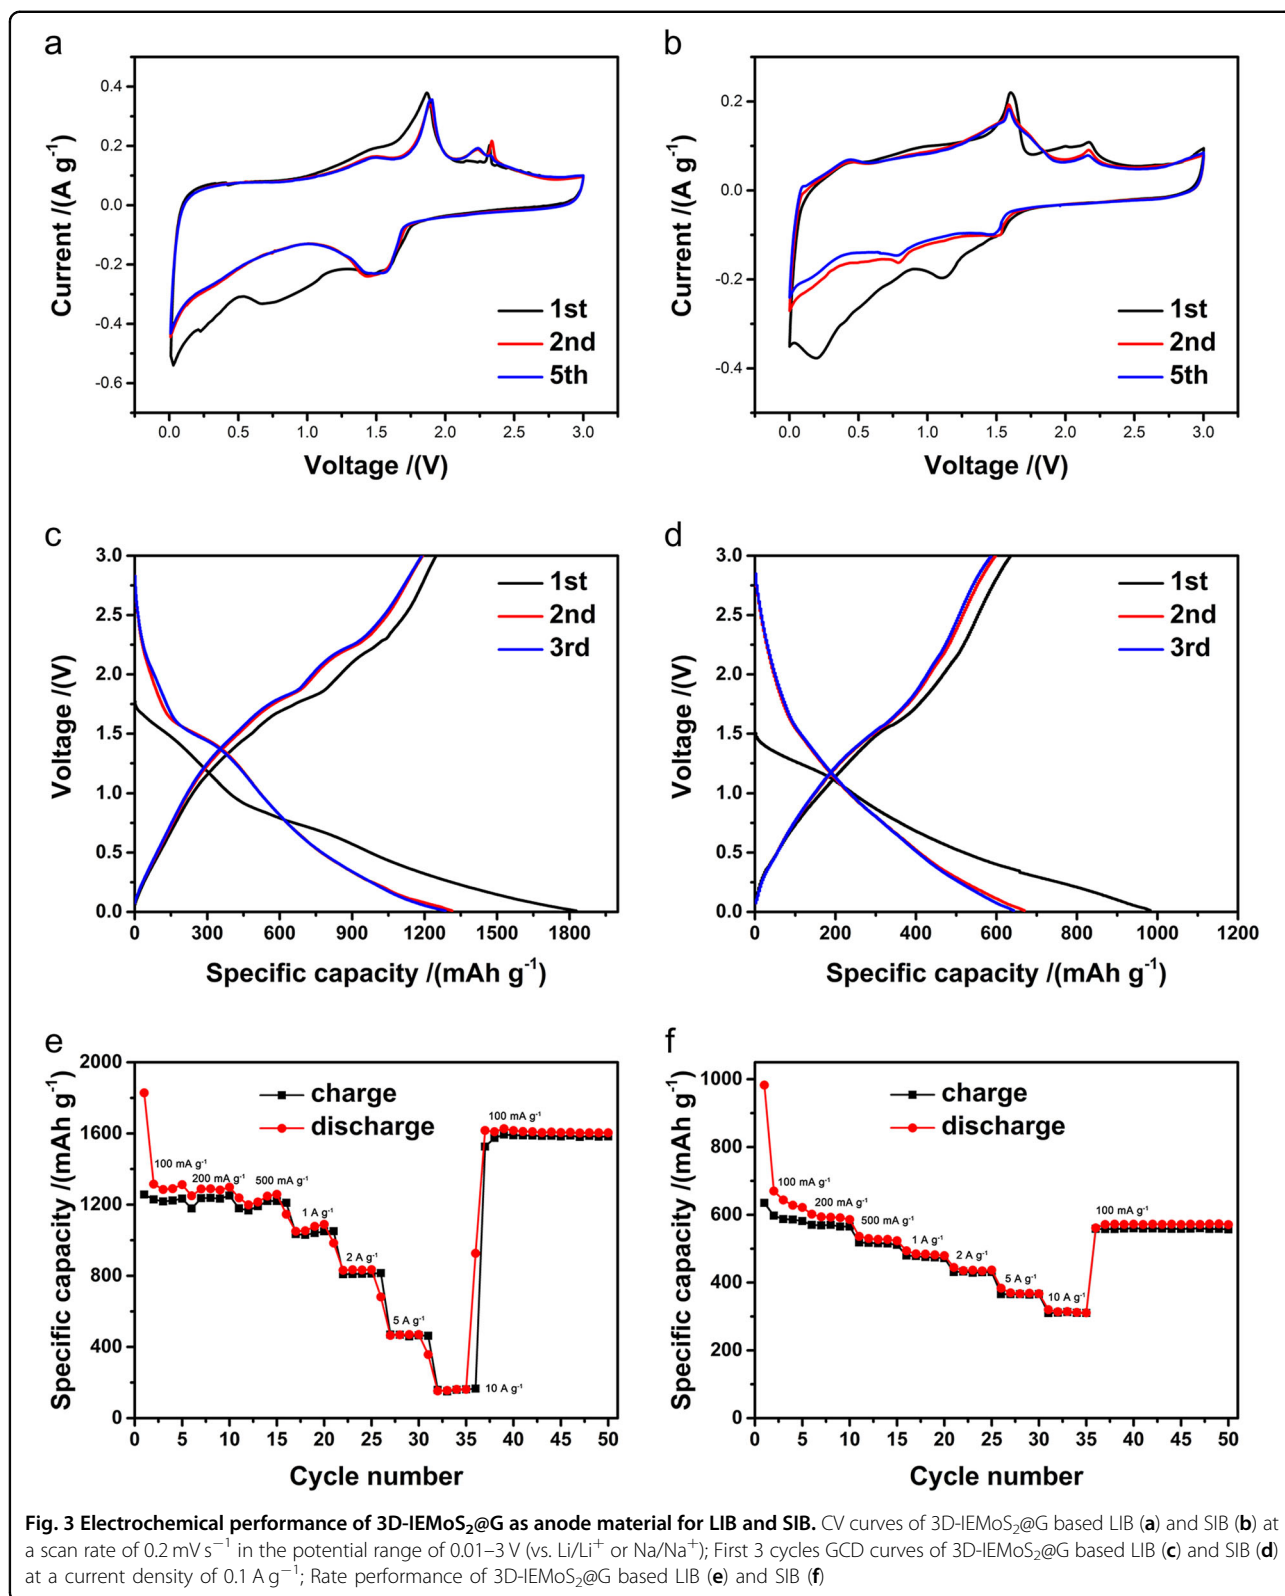 a
0.4
0.2
0.0
-0.2
-0.4
-0.6
Current /(A g⁻¹)
1st
2nd
5th
0.0 0.5 1.0 1.5 2.0 2.5 3.0
Voltage /(V)
b
0.2
0.0
-0.2
-0.4
Current /(A g⁻¹)
1st
2nd
5th
0.0 0.5 1.0 1.5 2.0 2.5 3.0
Voltage /(V)
c
3.0
2.5
2.0
1.5
1.0
0.5
0.0
Voltage /(V)
1st
2nd
3rd
0 300 600 900 1200 1500 1800
Specific capacity /(mAh g⁻¹)
d
3.0
2.5
2.0
1.5
1.0
0.5
0.0
Voltage /(V)
1st
2nd
3rd
0 200 400 600 800 1000 1200
Specific capacity /(mAh g⁻¹)
e
2000
1600
1200
800
400
0
Specific capacity /(mAh g⁻¹)
charge
discharge
100 mA g⁻¹
200 mA g⁻¹
500 mA g⁻¹
1 A g⁻¹
2 A g⁻¹
5 A g⁻¹
10 A g⁻¹
100 mA g⁻¹
0 5 10 15 20 25 30 35 40 45 50
Cycle number
f
1000
800
600
400
200
0
Specific capacity /(mAh g⁻¹)
charge
discharge
100 mA g⁻¹
200 mA g⁻¹
500 mA g⁻¹
1 A g⁻¹
2 A g⁻¹
5 A g⁻¹
10 A g⁻¹
100 mA g⁻¹
0 5 10 15 20 25 30 35 40 45 50
Cycle number
Fig. 3 Electrochemical performance of 3D-IEMoS₂@G as anode material for LIB and SIB. CV curves of 3D-IEMoS₂@G based LIB (a) and SIB (b) at
a scan rate of 0.2 mV s⁻¹ in the potential range of 0.01–3 V (vs. Li/Li⁺ or Na/Na⁺); First 3 cycles GCD curves of 3D-IEMoS₂@G based LIB (c) and SIB (d)
at a current density of 0.1 A g⁻¹; Rate performance of 3D-IEMoS₂@G based LIB (e) and SIB (f)